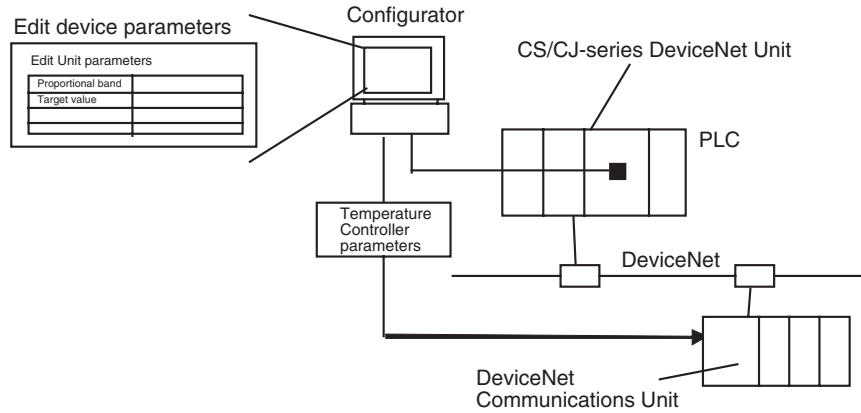 Configurator
Edit device parameters
Edit Unit parameters
Proportional band
Target value
CS/CJ-series DeviceNet Unit
PLC
Temperature
Controller
parameters
DeviceNet
DeviceNet
Communications Unit